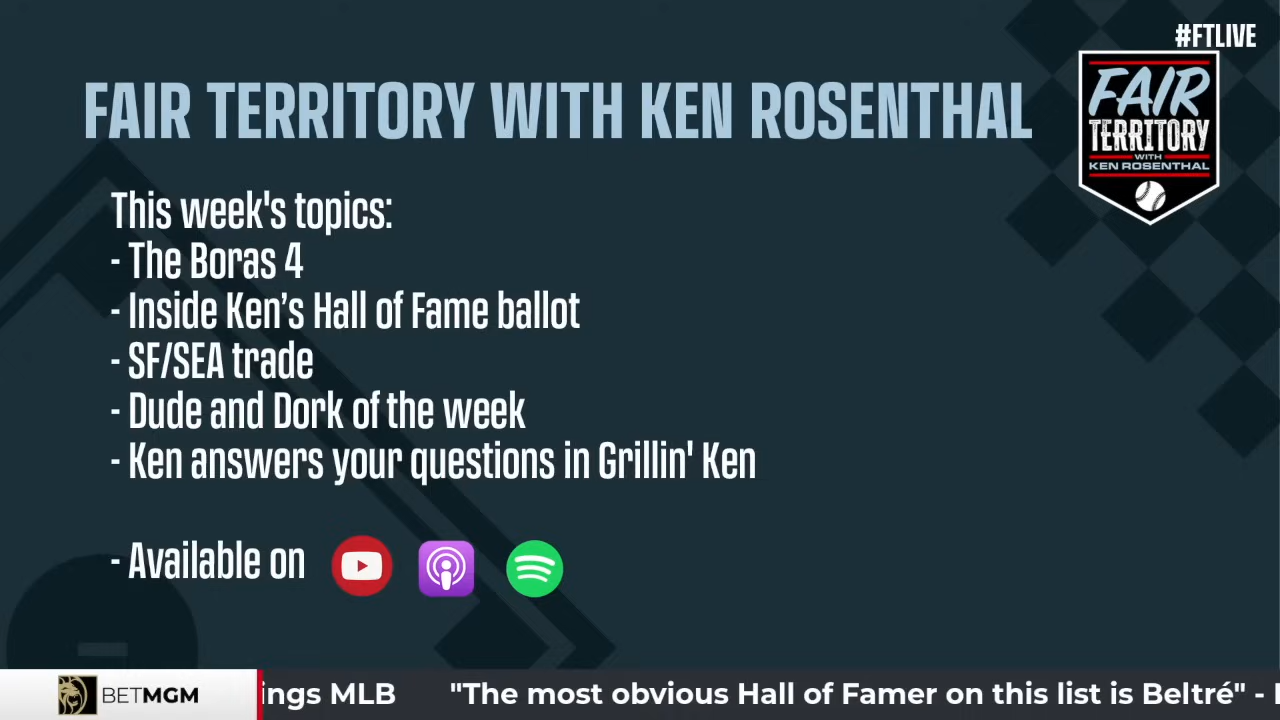 #FTLIVE
FAIR TERRITORY WITH KEN ROSENTHAL
FAIR
TERRITORY
WITH
KEN ROSENTHAL
This week's topics:
- The Boras 4
- Inside Ken’s Hall of Fame ballot
- SF/SEA trade
- Dude and Dork of the week
- Ken answers your questions in Grillin' Ken
- Available on
BETMGM
ings MLB "The most obvious Hall of Famer on this list is Beltré" -